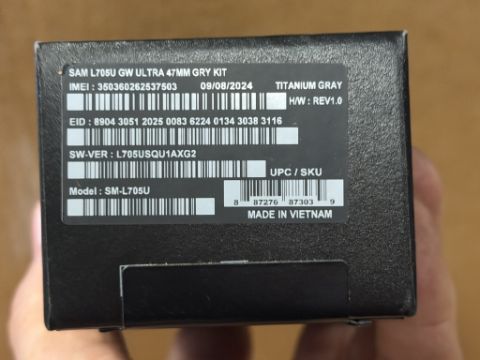 SAM L705U GW ULTRA 47MM GRY KIT
IMEI : 350360262537503 09/08/2024 TITANIUM GRAY
H/W : REV1.0
EID : 8904 3051 2025 0083 6224 0134 3038 3116
SW-VER : L705USQU1AXG2
UPC / SKU
Model : SM-L705U
8 87276 87303 9
MADE IN VIETNAM